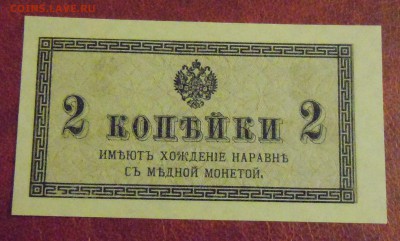 COINS.LAVE.RU
2 КОПѢЙКИ 2
ИМѢЮТЪ ХОЖДЕНІЕ НАРАВНѢ
СЪ МѢДНОЙ МОНЕТОЙ.